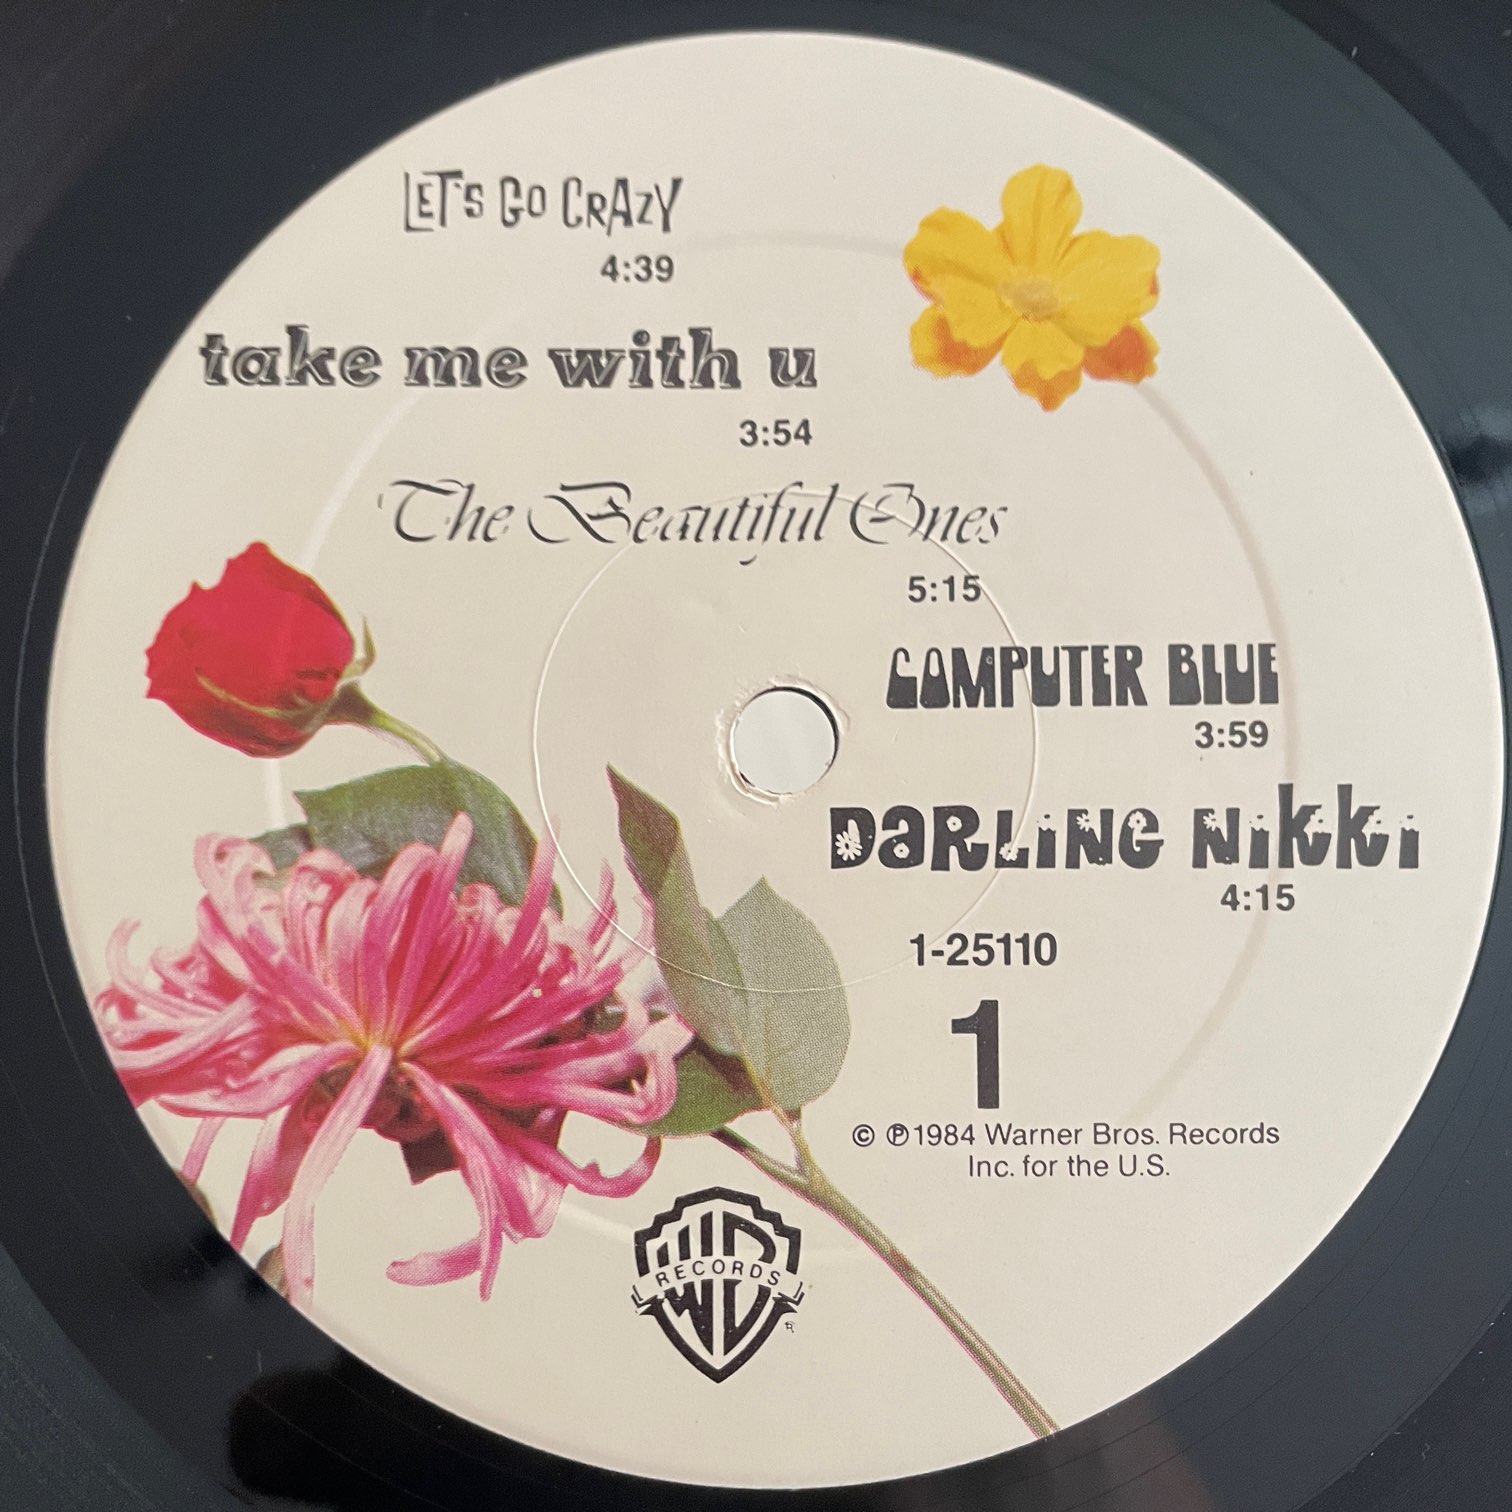 LET'S GO CRAZY
4:39
take me with u
3:54
The Beautiful Ones
5:15
COMPUTER BLUE
3:59
DARLiNG NiKKi
4:15
1-25110
1
© ℗1984 Warner Bros. Records
Inc. for the U.S.
WB
RECORDS
®